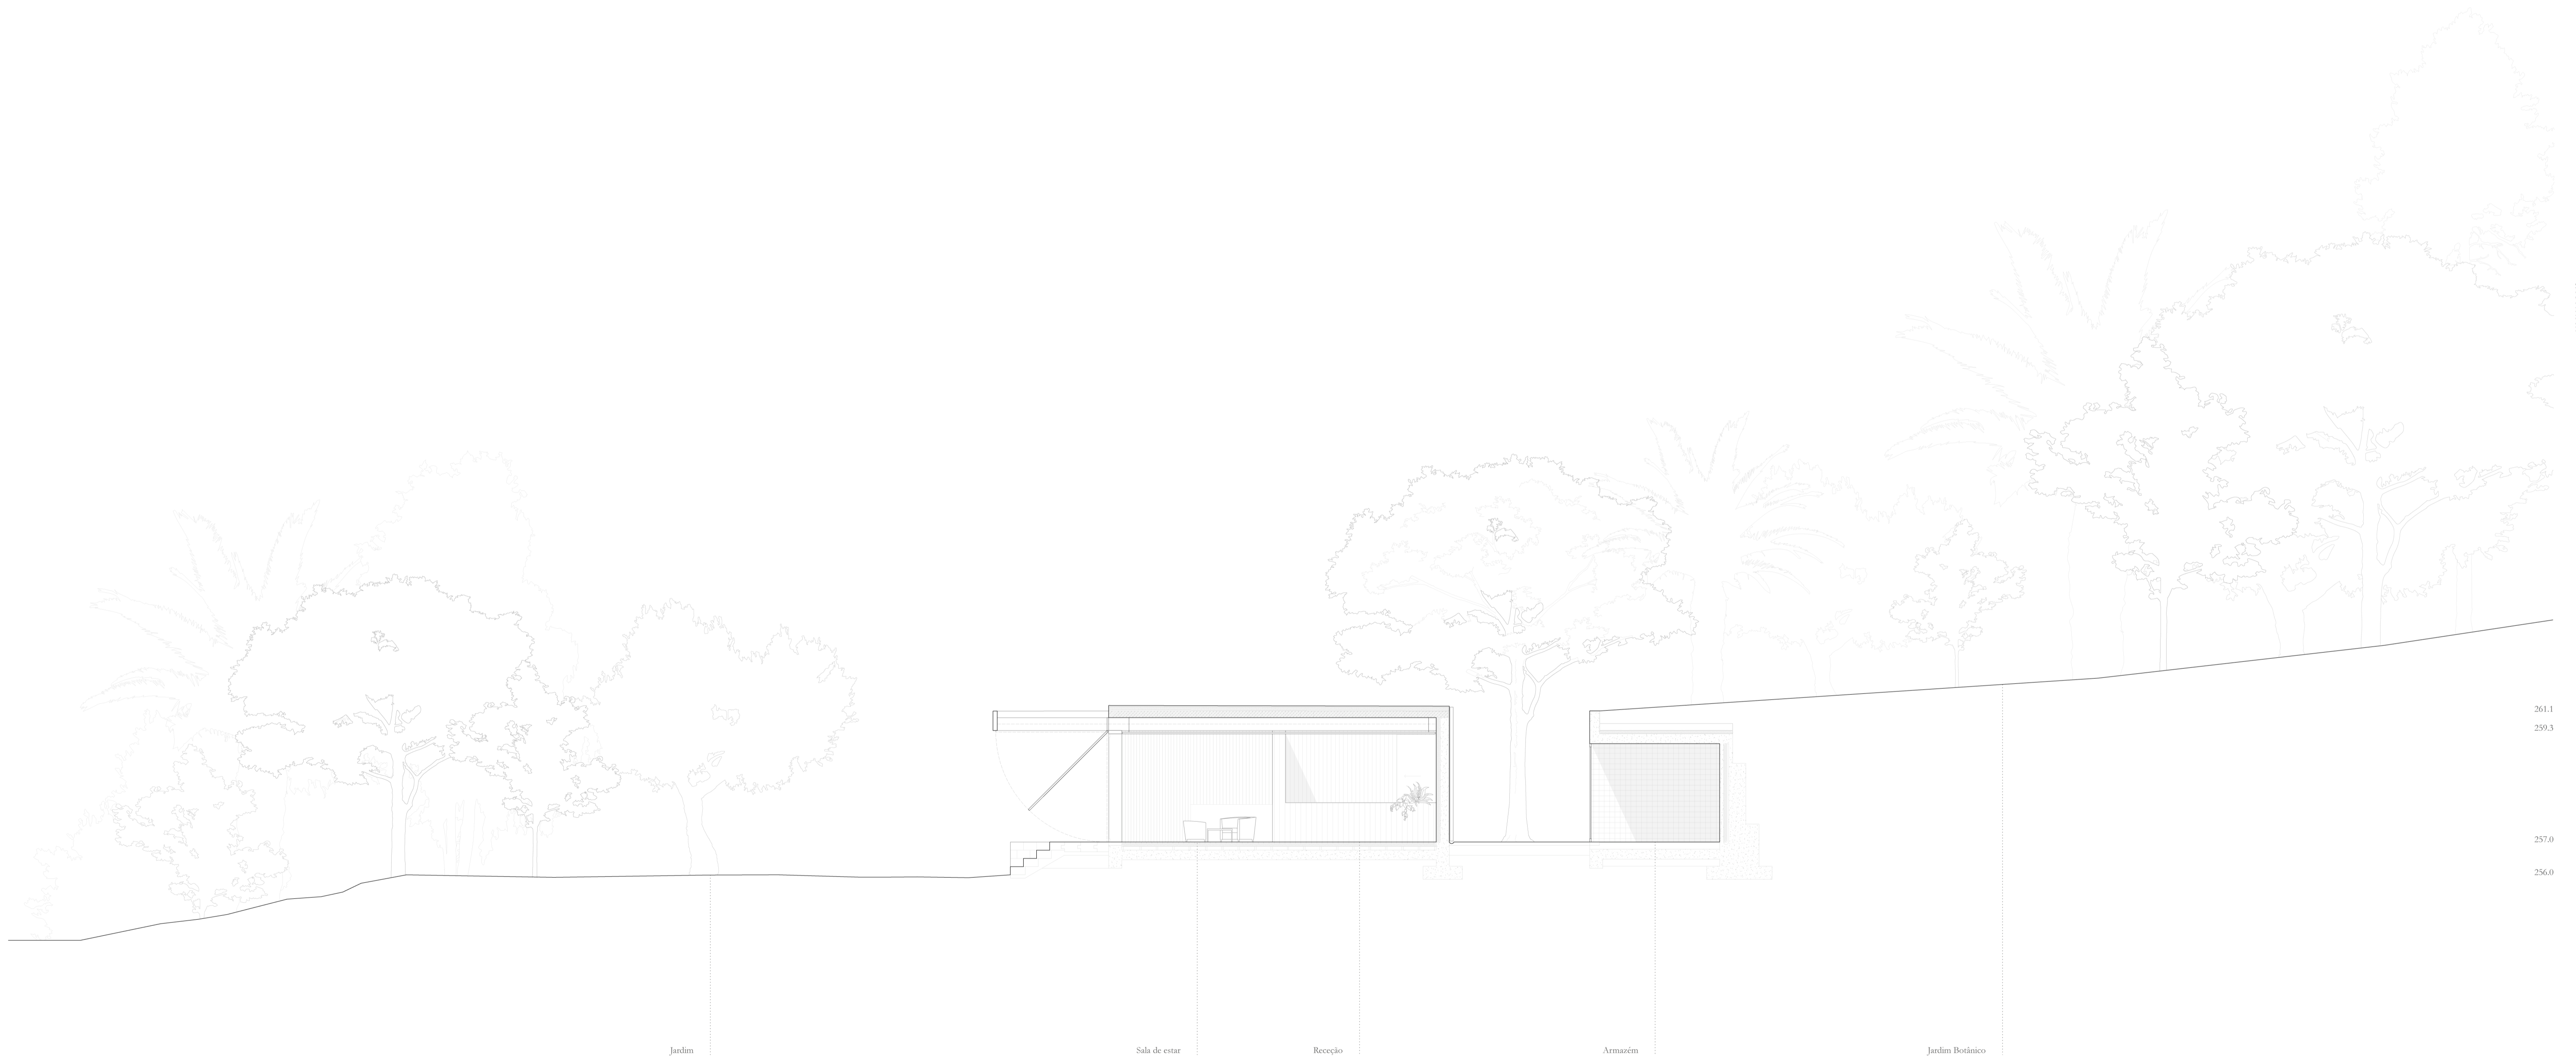 261.1
259.3
257.0
256.0
Jardim
Sala de estar
Receção
Armazém
Jardim Botânico